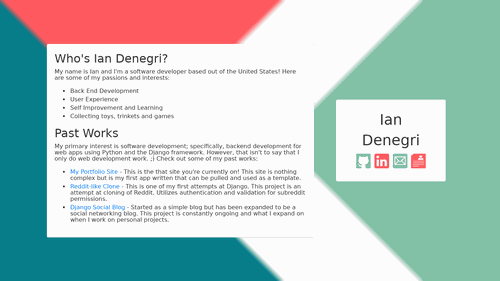 Who's Ian Denegri?
My name is Ian and I'm a software developer based out of the United States! Here
are some of my passions and interests:
Back End Development
User Experience
Self Improvement and Learning
Collecting toys, trinkets and games
Past Works
My primary interest is software development; specifically, backend development for
web apps using Python and the Django framework. However, that isn't to say that I
only do web development work. ;) Check out some of my past works:
My Portfolio Site - This is the that site you're currently on! This site is nothing
complex but is my first app written that can be pulled and used as a template.
Reddit-like Clone - This is one of my first attempts at Django. This project is an
attempt at cloning of Reddit. Utilizes authentication and validation for subreddit
permissions.
Django Social Blog - Started as a simple blog but has been expanded to be a
social networking blog. This project is constantly ongoing and what I expand on
when I work on personal projects.
Ian
Denegri